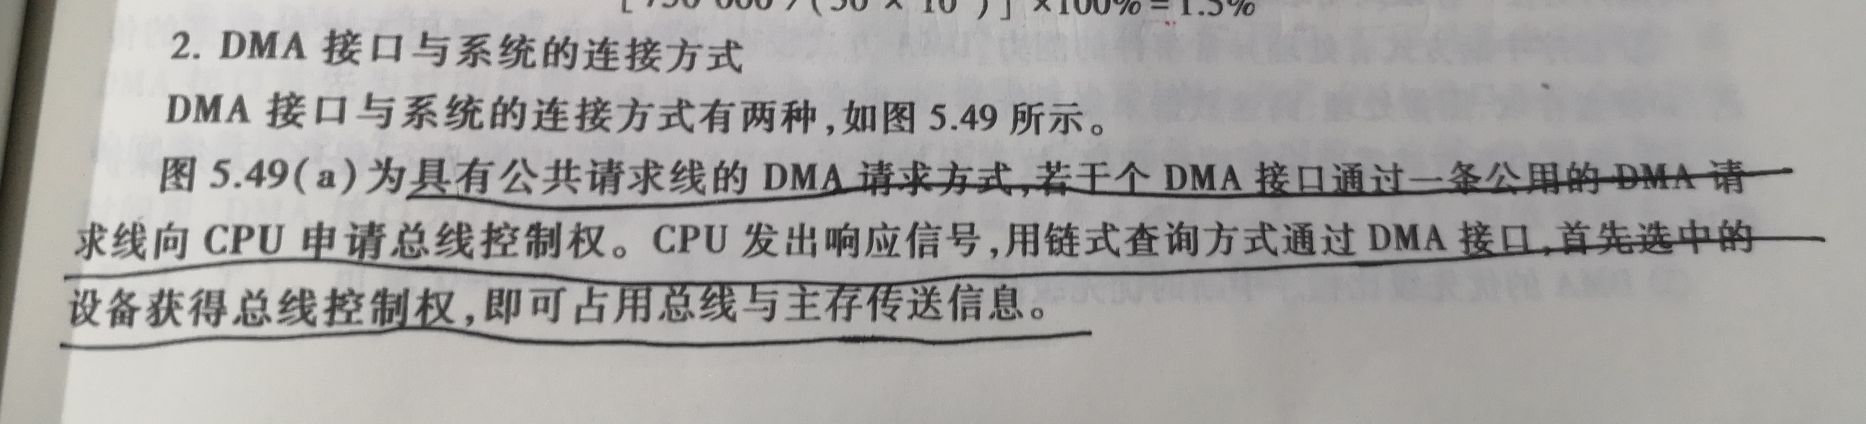 [750 000 / (50 × 10 ) ] ×100% = 1.5%
2. DMA 接口与系统的连接方式
DMA 接口与系统的连接方式有两种,如图 5.49 所示。
图 5.49(a)为具有公共请求线的 DMA 请求方式,若干个 DMA 接口通过一条公用的 DMA 请
求线向 CPU 申请总线控制权。CPU 发出响应信号,用链式查询方式通过 DMA 接口,首先选中的
设备获得总线控制权,即可占用总线与主存传送信息。